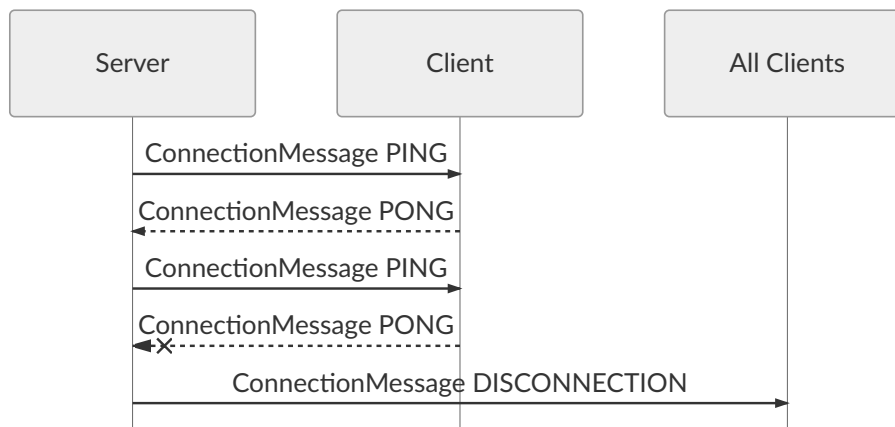 Server
Client
All Clients
ConnectionMessage PING
ConnectionMessage PONG
ConnectionMessage PING
ConnectionMessage PONG
ConnectionMessage DISCONNECTION